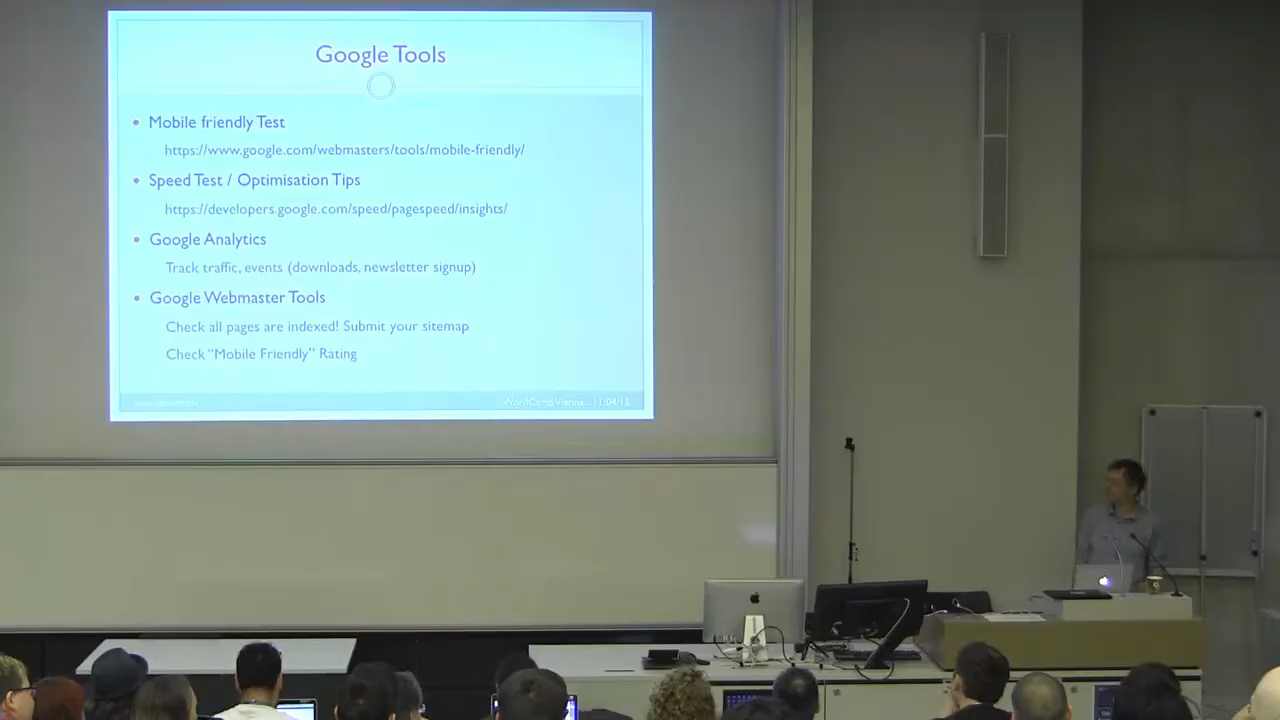 Google Tools
• Mobile friendly Test
https://www.google.com/webmasters/tools/mobile-friendly/
• Speed Test / Optimisation Tips
https://developers.google.com/speed/pagespeed/insights/
• Google Analytics
Track traffic, events (downloads, newsletter signup)
• Google Webmaster Tools
Check all pages are indexed! Submit your sitemap
Check "Mobile Friendly" Rating
WordCamp Vienna 11/04/15